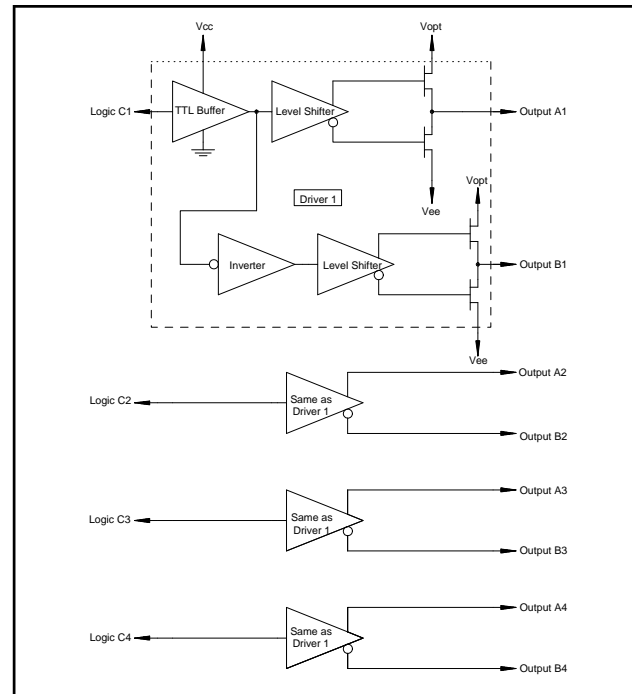 Vcc
Vopt
Logic C1
TTL Buffer
Level Shifter
Output A1
Driver 1
Vopt
Vee
Inverter
Level Shifter
Output B1
Vee
Output A2
Logic C2
Same as
Driver 1
Output B2
Output A3
Logic C3
Same as
Driver 1
Output B3
Output A4
Logic C4
Same as
Driver 1
Output B4